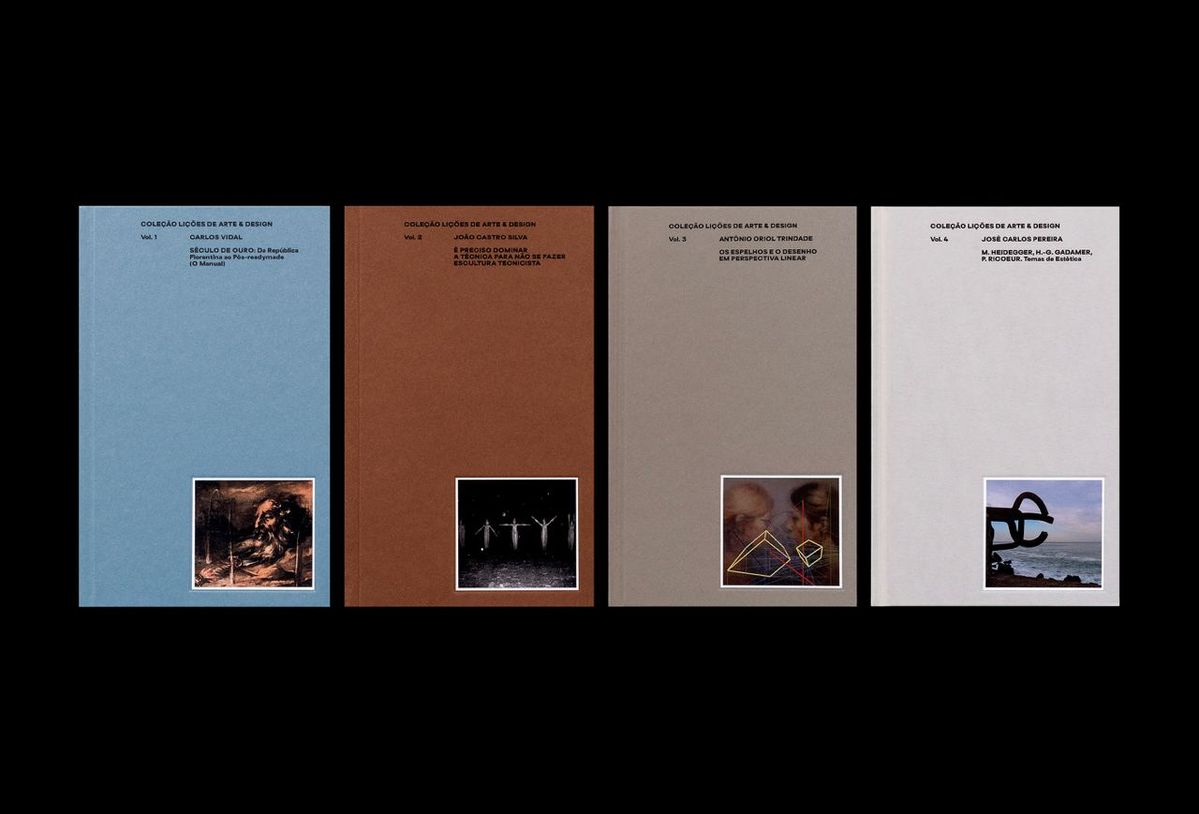 COLEÇÃO LIÇÕES DE ARTE & DESIGN
Vol. 1 CARLOS VIDAL
SÉCULO DE OURO: Da República
Florentina ao Pós-readymade
(O Manual)
COLEÇÃO LIÇÕES DE ARTE & DESIGN
Vol. 2 JOÃO CASTRO SILVA
É PRECISO DOMINAR
A TÉCNICA PARA NÃO SE FAZER
ESCULTURA TECNICISTA
COLEÇÃO LIÇÕES DE ARTE & DESIGN
Vol. 3 ANTÓNIO ORIOL TRINDADE
OS ESPELHOS E O DESENHO
EM PERSPECTIVA LINEAR
COLEÇÃO LIÇÕES DE ARTE & DESIGN
Vol. 4 JOSÉ CARLOS PEREIRA
M. HEIDEGGER, H.-G. GADAMER,
P. RICOEUR. Temas de Estética